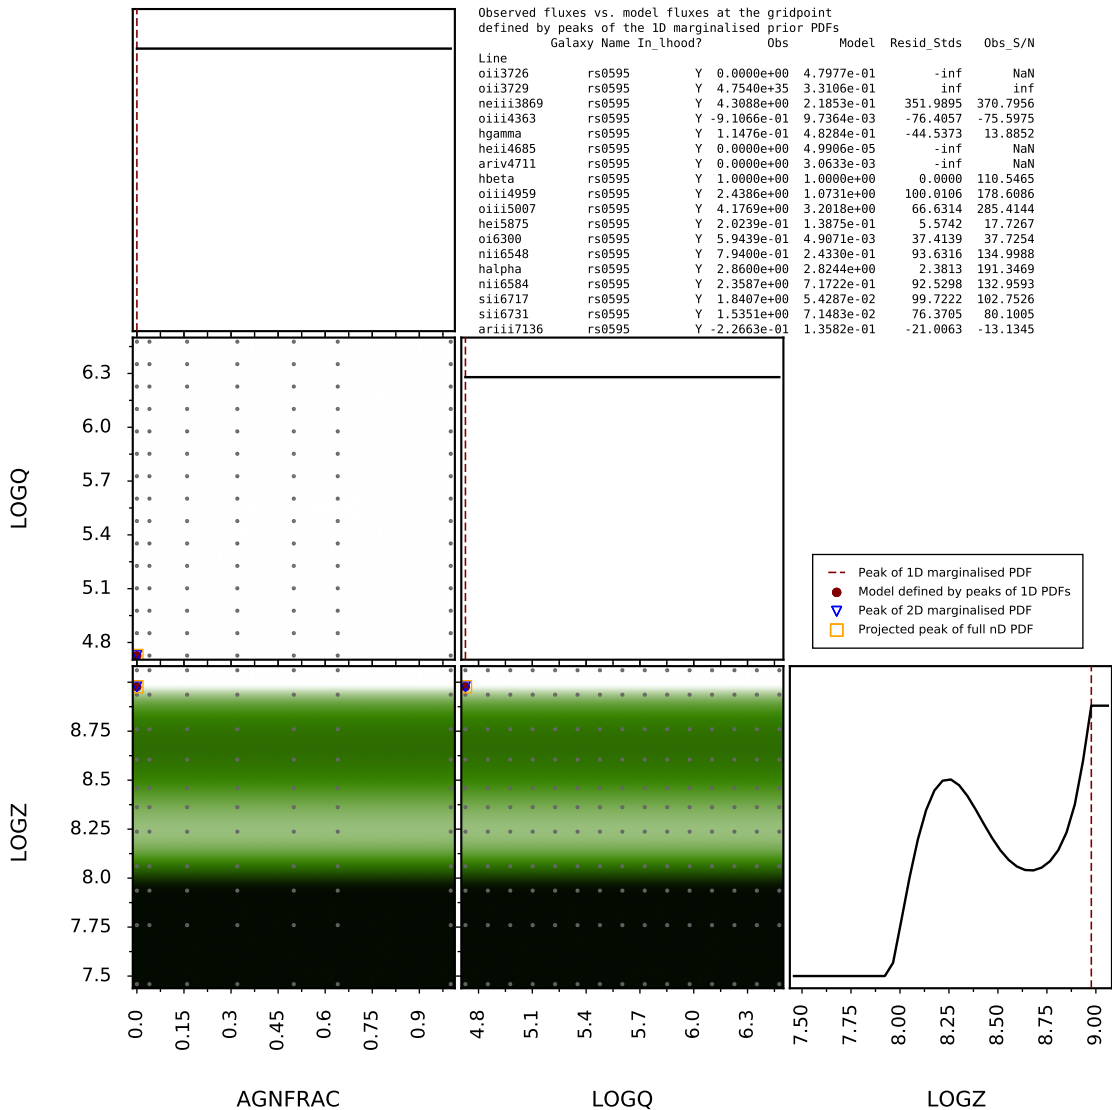 Observed fluxes vs. model fluxes at the gridpoint
defined by peaks of the 1D marginalised prior PDFs
Galaxy Name In_lhood? Obs Model Resid_Stds Obs_S/N
Line
oii3726 rs0595 Y 0.0000e+00 4.7977e-01 -inf NaN
oii3729 rs0595 Y 4.7540e+35 3.3106e-01 inf inf
neiii3869 rs0595 Y 4.3088e+00 2.1853e-01 351.9895 370.7956
oiii4363 rs0595 Y -9.1066e-01 9.7364e-03 -76.4057 -75.5975
hgamma rs0595 Y 1.1476e-01 4.8284e-01 -44.5373 13.8852
heii4685 rs0595 Y 0.0000e+00 4.9906e-05 -inf NaN
ariv4711 rs0595 Y 0.0000e+00 3.0633e-03 -inf NaN
hbeta rs0595 Y 1.0000e+00 1.0000e+00 0.0000 110.5465
oiii4959 rs0595 Y 2.4386e+00 1.0731e+00 100.0106 178.6086
oiii5007 rs0595 Y 4.1769e+00 3.2018e+00 66.6314 285.4144
hei5875 rs0595 Y 2.0239e-01 1.3875e-01 5.5742 17.7267
oi6300 rs0595 Y 5.9439e-01 4.9071e-03 37.4139 37.7254
nii6548 rs0595 Y 7.9400e-01 2.4330e-01 93.6316 134.9988
halpha rs0595 Y 2.8600e+00 2.8244e+00 2.3813 191.3469
nii6584 rs0595 Y 2.3587e+00 7.1722e-01 92.5298 132.9593
sii6717 rs0595 Y 1.8407e+00 5.4287e-02 99.7222 102.7526
sii6731 rs0595 Y 1.5351e+00 7.1483e-02 76.3705 80.1005
ariii7136 rs0595 Y -2.2663e-01 1.3582e-01 -21.0063 -13.1345
LOGQ
6.3
6.0
5.7
5.4
5.1
4.8
Peak of 1D marginalised PDF
Model defined by peaks of 1D PDFs
Peak of 2D marginalised PDF
Projected peak of full nD PDF
LOGZ
8.75
8.5
8.25
8.0
7.75
7.5
0.0 0.15 0.3 0.45 0.6 0.75 0.9
4.8 5.1 5.4 5.7 6.0 6.3
7.50 7.75 8.00 8.25 8.50 8.75 9.00
AGNFRAC LOGQ LOGZ